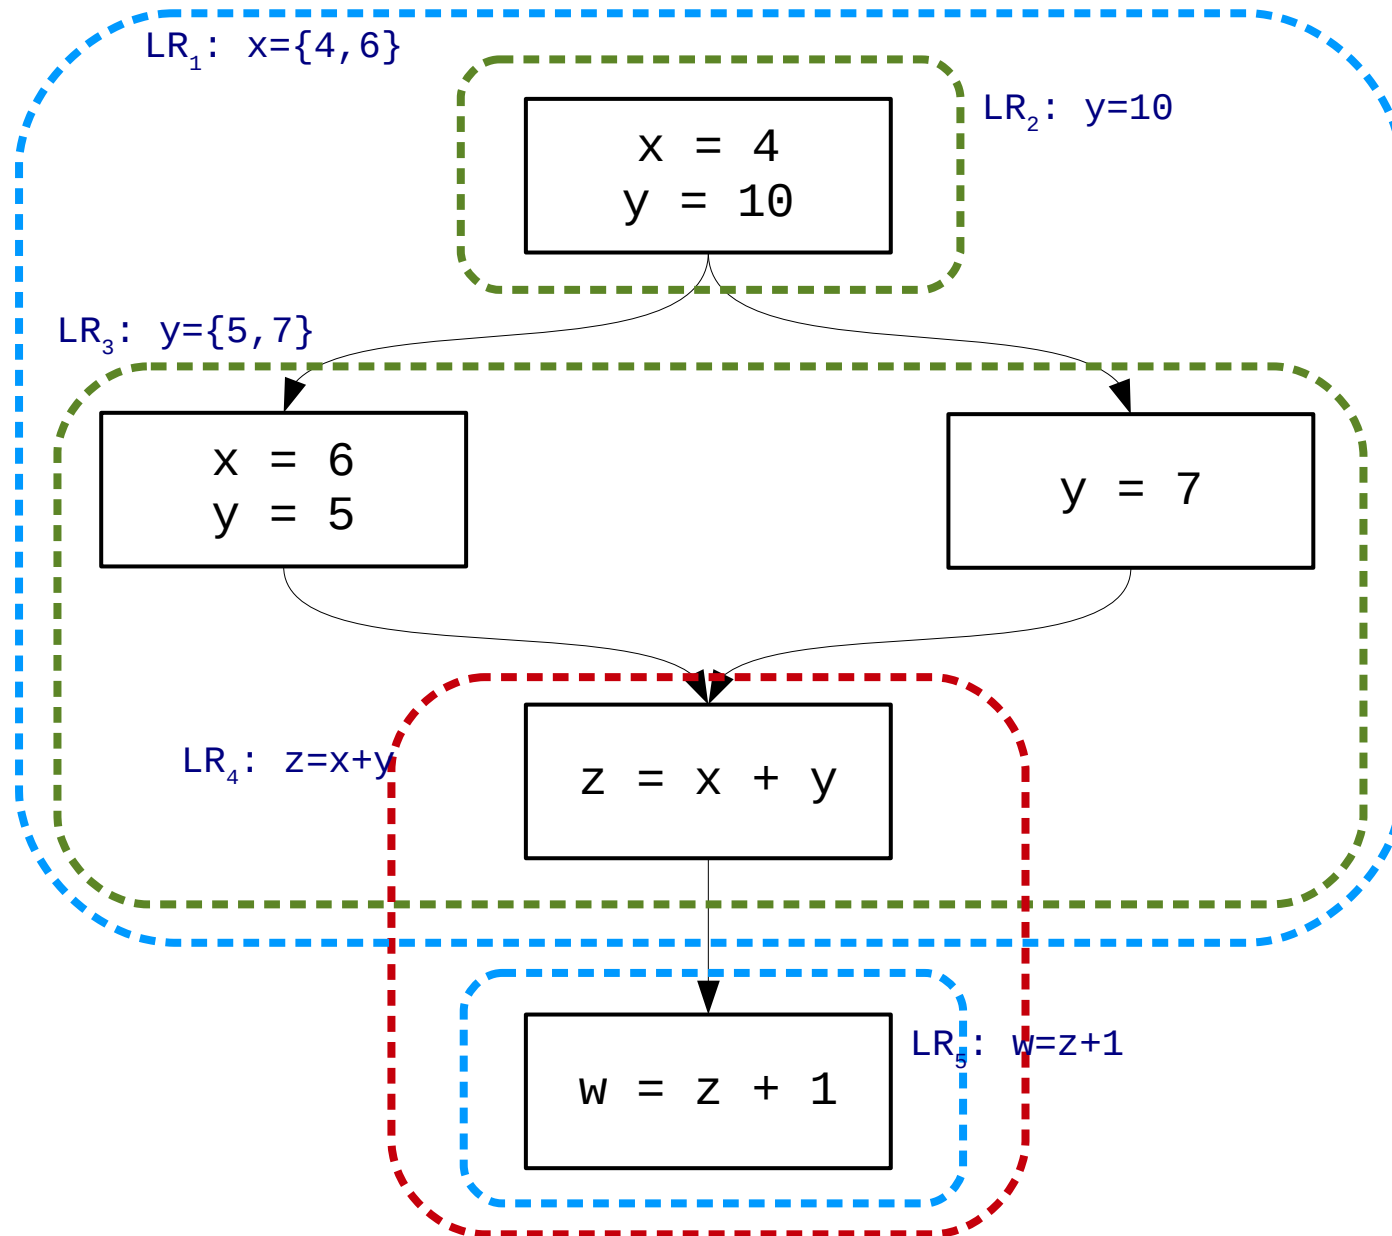 LR₁: x={4,6}
LR₂: y=10
x = 4
y = 10
LR₃: y={5,7}
x = 6
y = 5
y = 7
LR₄: z=x+y
z = x + y
LR₅: w=z+1
w = z + 1